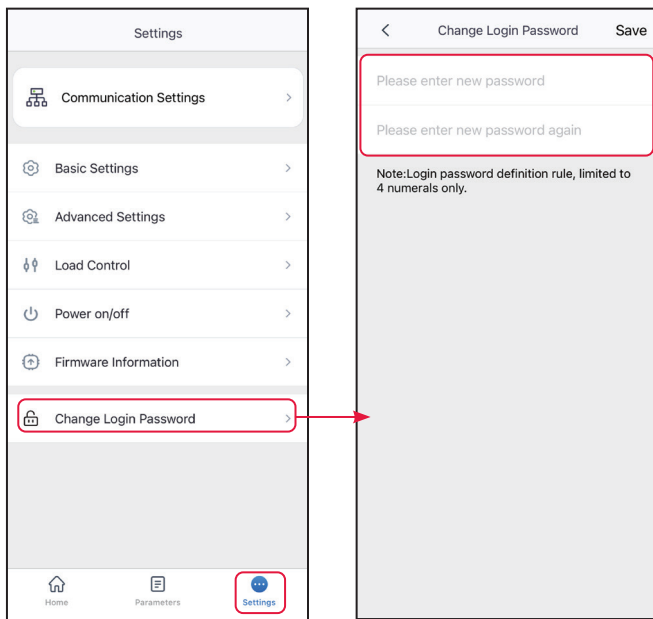 Settings
Communication Settings
Basic Settings
Advanced Settings
Load Control
Power on/off
Firmware Information
Change Login Password
Home
Parameters
Settings
Change Login Password
Save
Please enter new password
Please enter new password again
Note:Login password definition rule, limited to
4 numerals only.